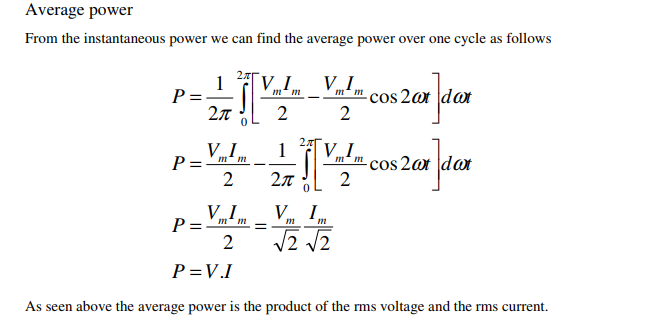 Average power
From the instantaneous power we can find the average power over one cycle as follows
P = \frac{1}{2\pi} \int_{0}^{2\pi} \left[ \frac{V_m I_m}{2} - \frac{V_m I_m}{2} \cos 2\omega t \right] d\omega t
P = \frac{V_m I_m}{2} - \frac{1}{2\pi} \int_{0}^{2\pi} \left[ \frac{V_m I_m}{2} \cos 2\omega t \right] d\omega t
P = \frac{V_m I_m}{2} = \frac{V_m}{\sqrt{2}} \frac{I_m}{\sqrt{2}}
P = V.I
As seen above the average power is the product of the rms voltage and the rms current.